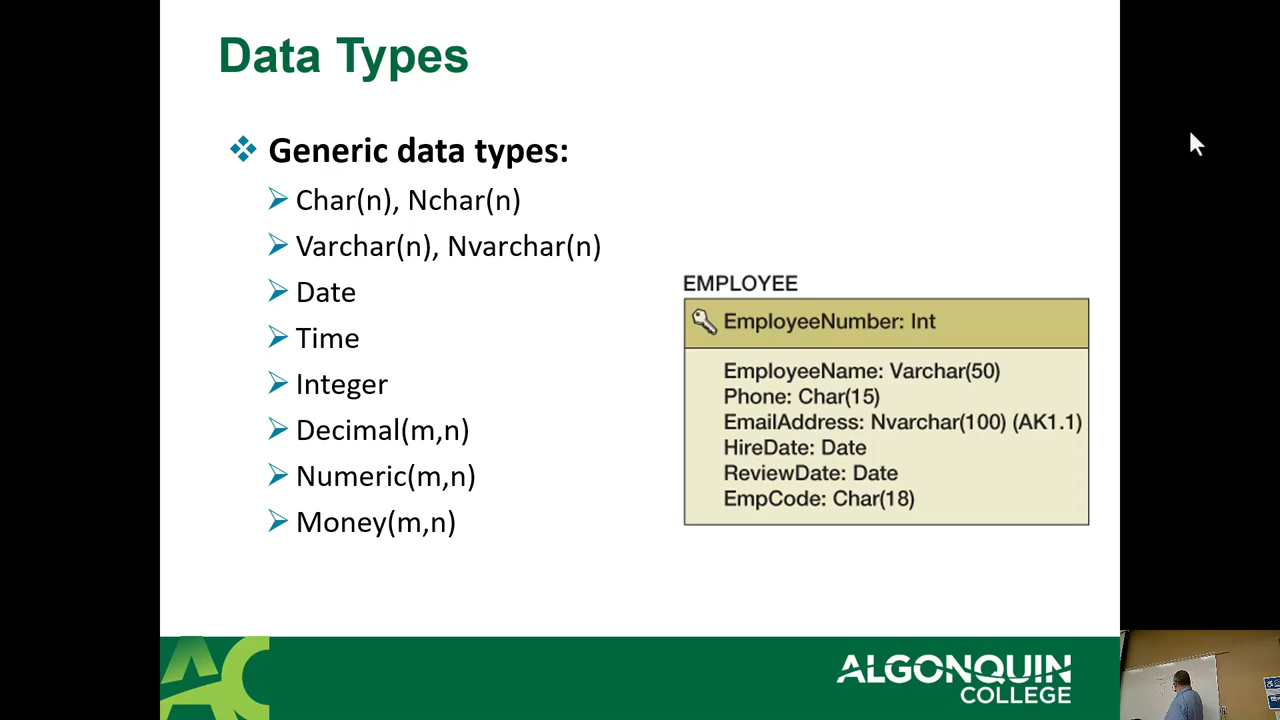 Data Types
Generic data types:
Char(n), Nchar(n)
Varchar(n), Nvarchar(n)
Date
Time
Integer
Decimal(m,n)
Numeric(m,n)
Money(m,n)
EMPLOYEE
EmployeeNumber: Int
EmployeeName: Varchar(50)
Phone: Char(15)
EmailAddress: Nvarchar(100) (AK1.1)
HireDate: Date
ReviewDate: Date
EmpCode: Char(18)
AC
ALGONQUIN
COLLEGE